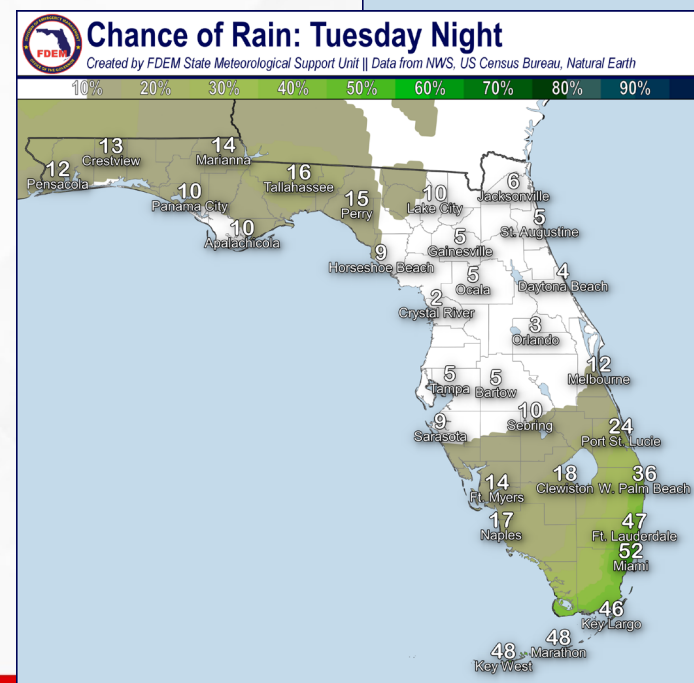 Chance of Rain: Tuesday Night
FDEM
Created by FDEM State Meteorological Support Unit || Data from NWS, US Census Bureau, Natural Earth
10% 20% 30% 40% 50% 60% 70% 80% 90%
13
Crestview
14
Marianna
12
Pensacola
16
Tallahassee
10
Panama City
15
Perry
10
Lake City
6
Jacksonville
10
Apalachicola
5
St. Augustine
5
Gainesville
9
Horseshoe Beach
5
Ocala
4
Daytona Beach
2
Crystal River
3
Orlando
12
Melbourne
5
Tampa
5
Bartow
10
Sebring
9
Sarasota
24
Port St. Lucie
18
Clewiston
36
W. Palm Beach
14
Ft. Myers
17
Naples
47
Ft. Lauderdale
52
Miami
46
Key Largo
48
Marathon
48
Key West